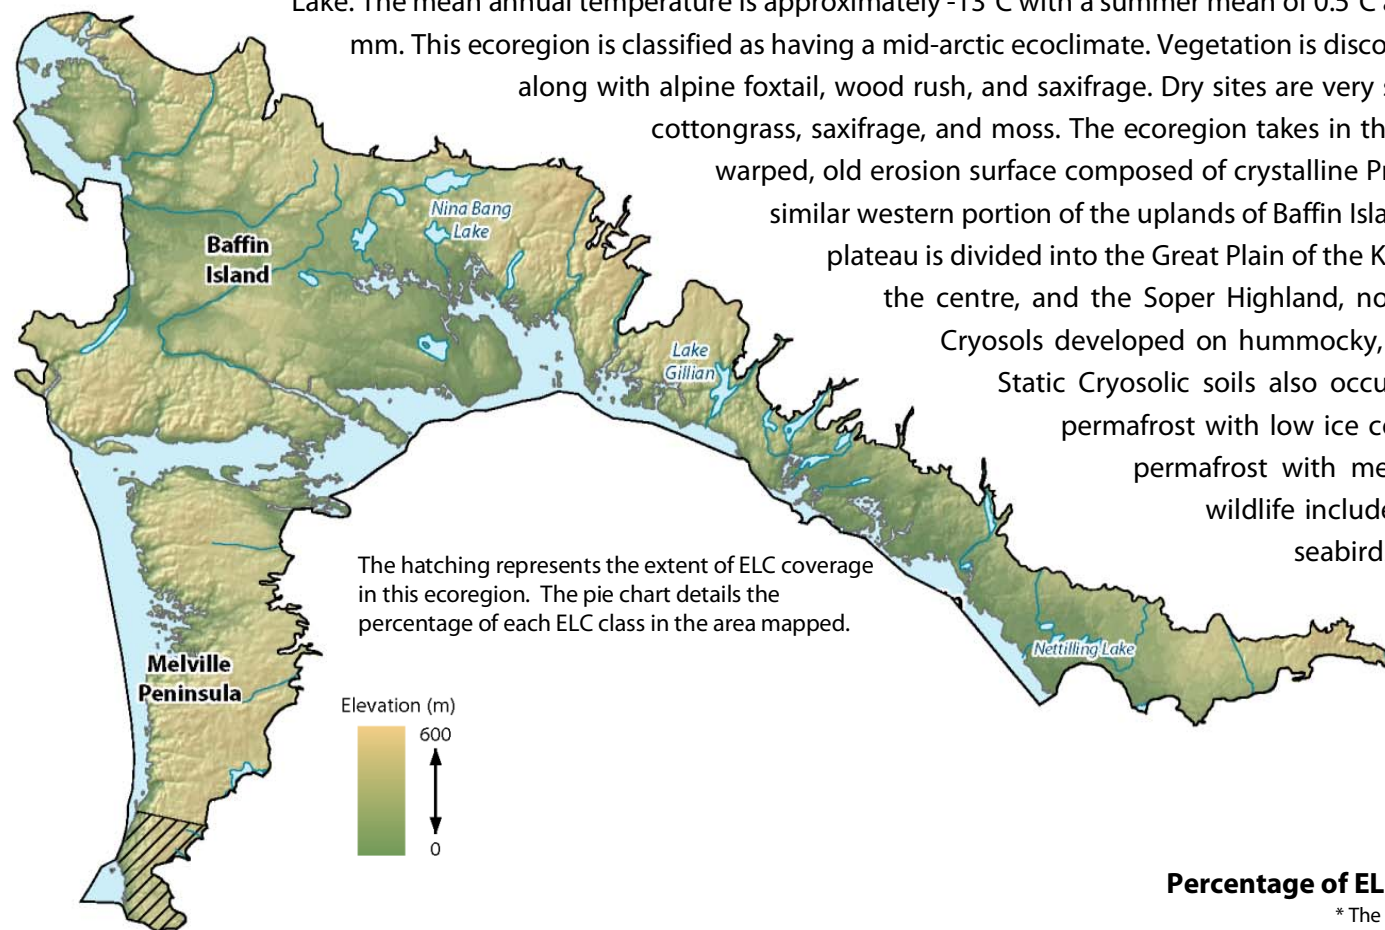 Lake. The mean annual temperature is approximately -13°C with a summer mean of 0.5°C
mm. This ecoregion is classified as having a mid-arctic ecoclimate. Vegetation is disco
along with alpine foxtail, wood rush, and saxifrage. Dry sites are very
cottongrass, saxifrage, and moss. The ecoregion takes in th
warped, old erosion surface composed of crystalline Pr
similar western portion of the uplands of Baffin Isla
plateau is divided into the Great Plain of the K
the centre, and the Soper Highland, no
Cryosols developed on hummocky,
Static Cryosolic soils also occu
permafrost with low ice c
permafrost with me
wildlife include
seabird
Nina Bang
Lake
Baffin
Island
Lake
Gillian
The hatching represents the extent of ELC coverage
in this ecoregion. The pie chart details the
percentage of each ELC class in the area mapped.
Nettilling Lake
Melville
Peninsula
Elevation (m)
600
0
Percentage of EL
* The